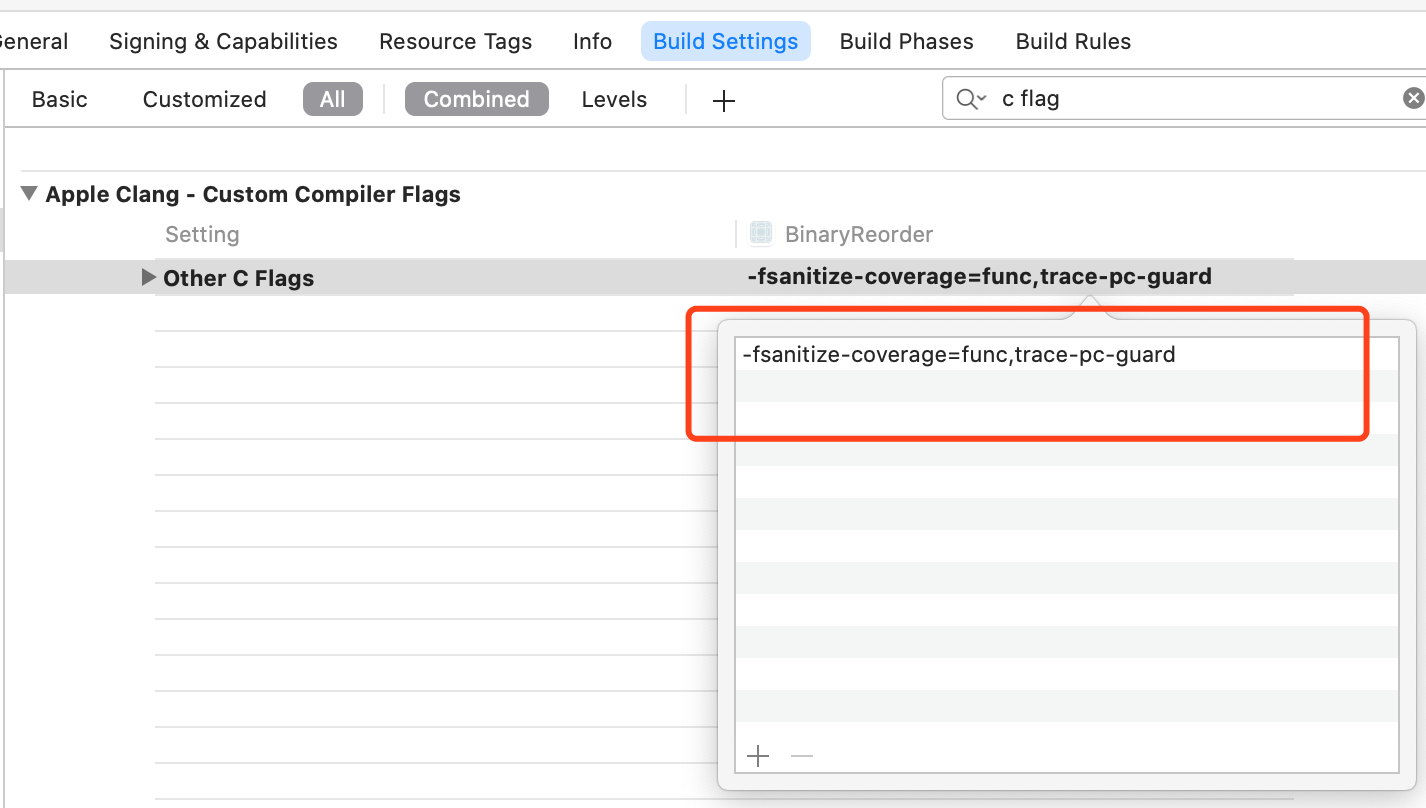 General Signing & Capabilities Resource Tags Info Build Settings Build Phases Build Rules
Basic Customized All Combined Levels + c flag
Apple Clang - Custom Compiler Flags
Setting BinaryReorder
Other C Flags -fsanitize-coverage=func,trace-pc-guard
-fsanitize-coverage=func,trace-pc-guard